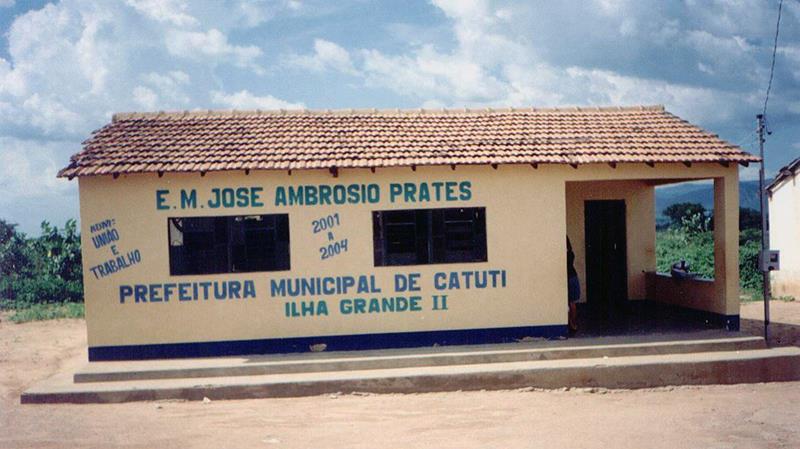 E.M. JOSE AMBROSIO PRATES
ADM:
UNIÃO
E
TRABALHO
2001
A
2004
PREFEITURA MUNICIPAL DE CATUTI
ILHA GRANDE II